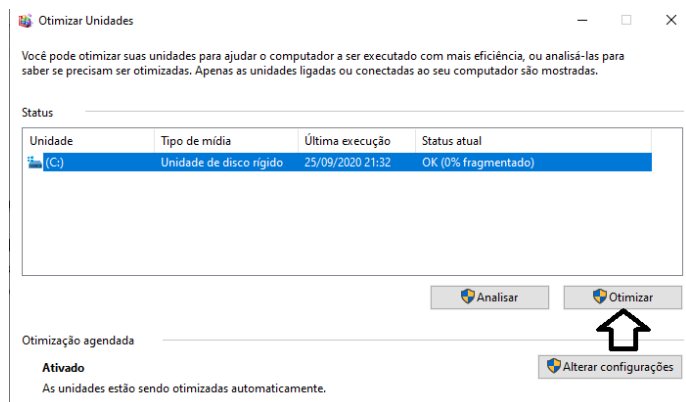 Otimizar Unidades
Você pode otimizar suas unidades para ajudar o computador a ser executado com mais eficiência, ou analisá-las para
saber se precisam ser otimizadas. Apenas as unidades ligadas ou conectadas ao seu computador são mostradas.
Status
Unidade Tipo de mídia Última execução Status atual
(C:) Unidade de disco rígido 25/09/2020 21:32 OK (0% fragmentado)
Analisar Otimizar
Otimização agendada
Ativado Alterar configurações
As unidades estão sendo otimizadas automaticamente.